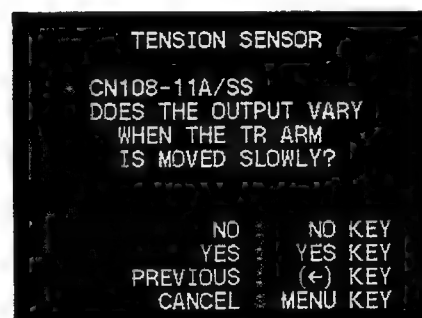 TENSION SENSOR
CN108-11A/SS
DOES THE OUTPUT VARY
WHEN THE TR ARM
IS MOVED SLOWLY?
NO : NO KEY
YES : YES KEY
PREVIOUS : (←) KEY
CANCEL : MENU KEY